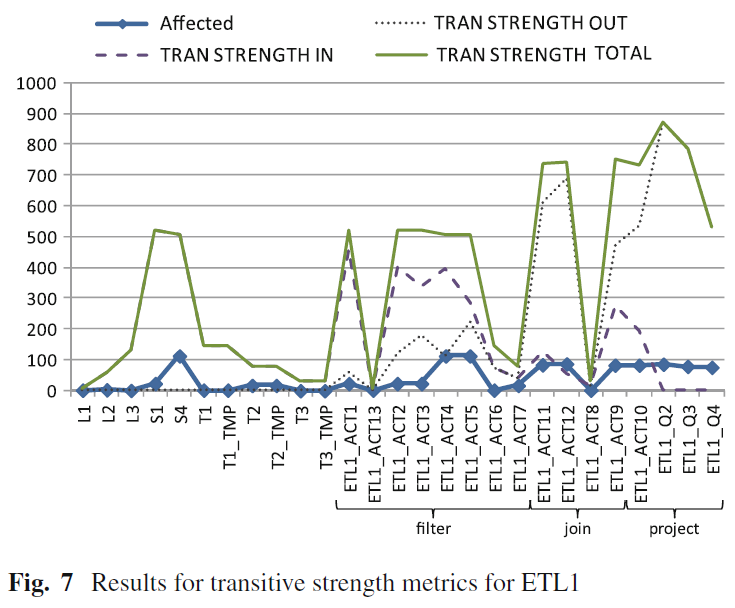 Affected
TRAN STRENGTH OUT
TRAN STRENGTH IN
TRAN STRENGTH TOTAL
1000
900
800
700
600
500
400
300
200
100
0
L1
L2
L3
S1
S4
T1
T1_TMP
T2
T2_TMP
T3
T3_TMP
ETL1_ACT1
ETL1_ACT13
ETL1_ACT2
ETL1_ACT3
ETL1_ACT4
ETL1_ACT5
ETL1_ACT6
ETL1_ACT7
ETL1_ACT11
ETL1_ACT12
ETL1_ACT8
ETL1_ACT9
ETL1_ACT10
ETL1_Q2
ETL1_Q3
ETL1_Q4
filter
join
project
Fig. 7 Results for transitive strength metrics for ETL1